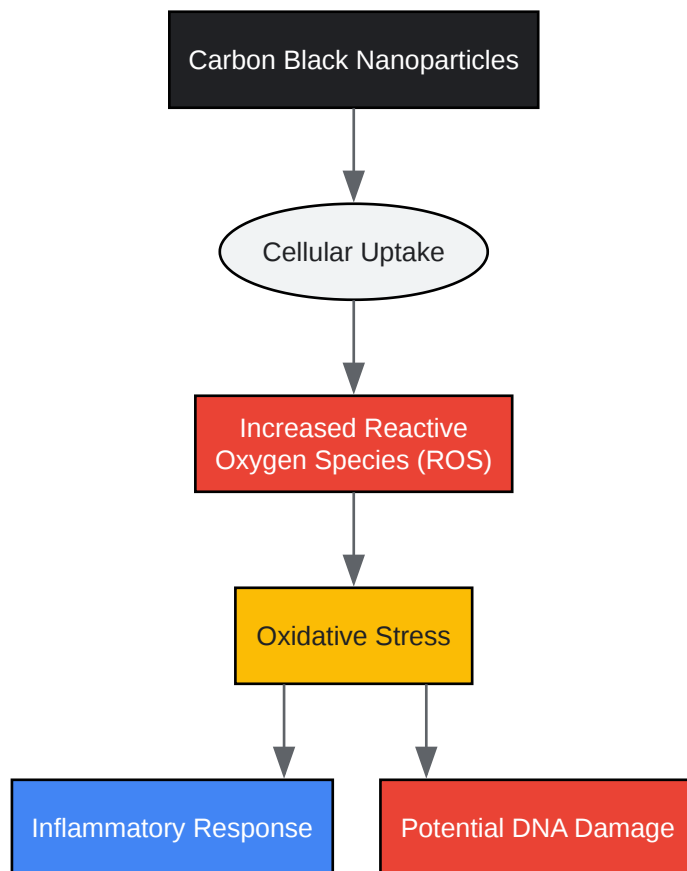 Carbon Black Nanoparticles
Cellular Uptake
Increased Reactive
Oxygen Species (ROS)
Oxidative Stress
Inflammatory Response
Potential DNA Damage